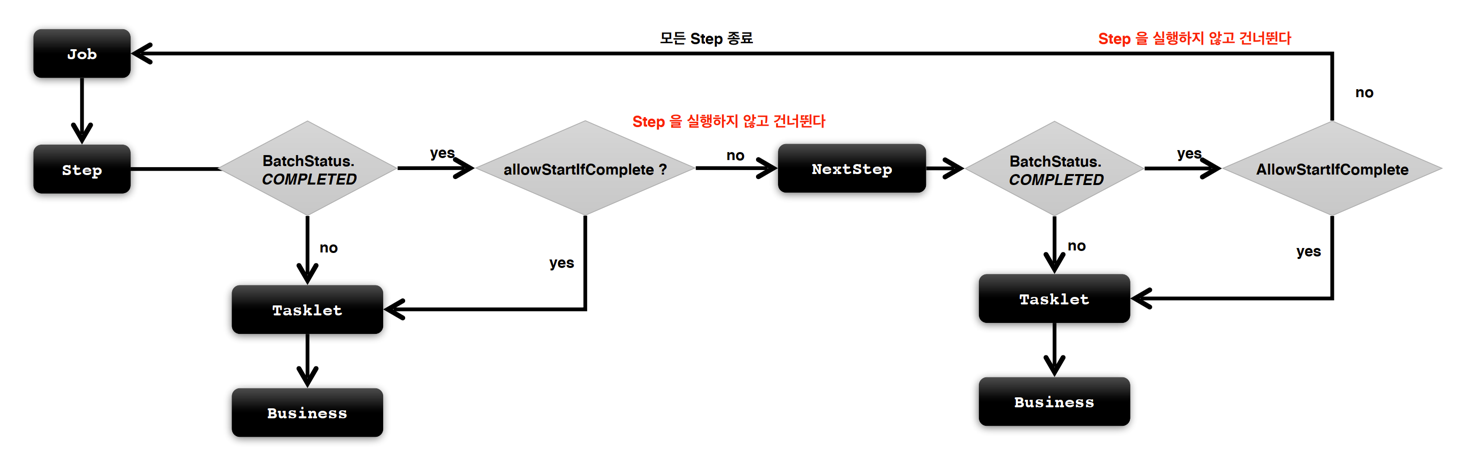 Job
모든 Step 종료
Step 을 실행하지 않고 건너뛴다
no
Step 을 실행하지 않고 건너뛴다
Step
BatchStatus.
COMPLETED
yes
allowStartIfComplete ?
no
NextStep
BatchStatus.
COMPLETED
yes
AllowStartIfComplete
no
yes
no
yes
Tasklet
Tasklet
Business
Business